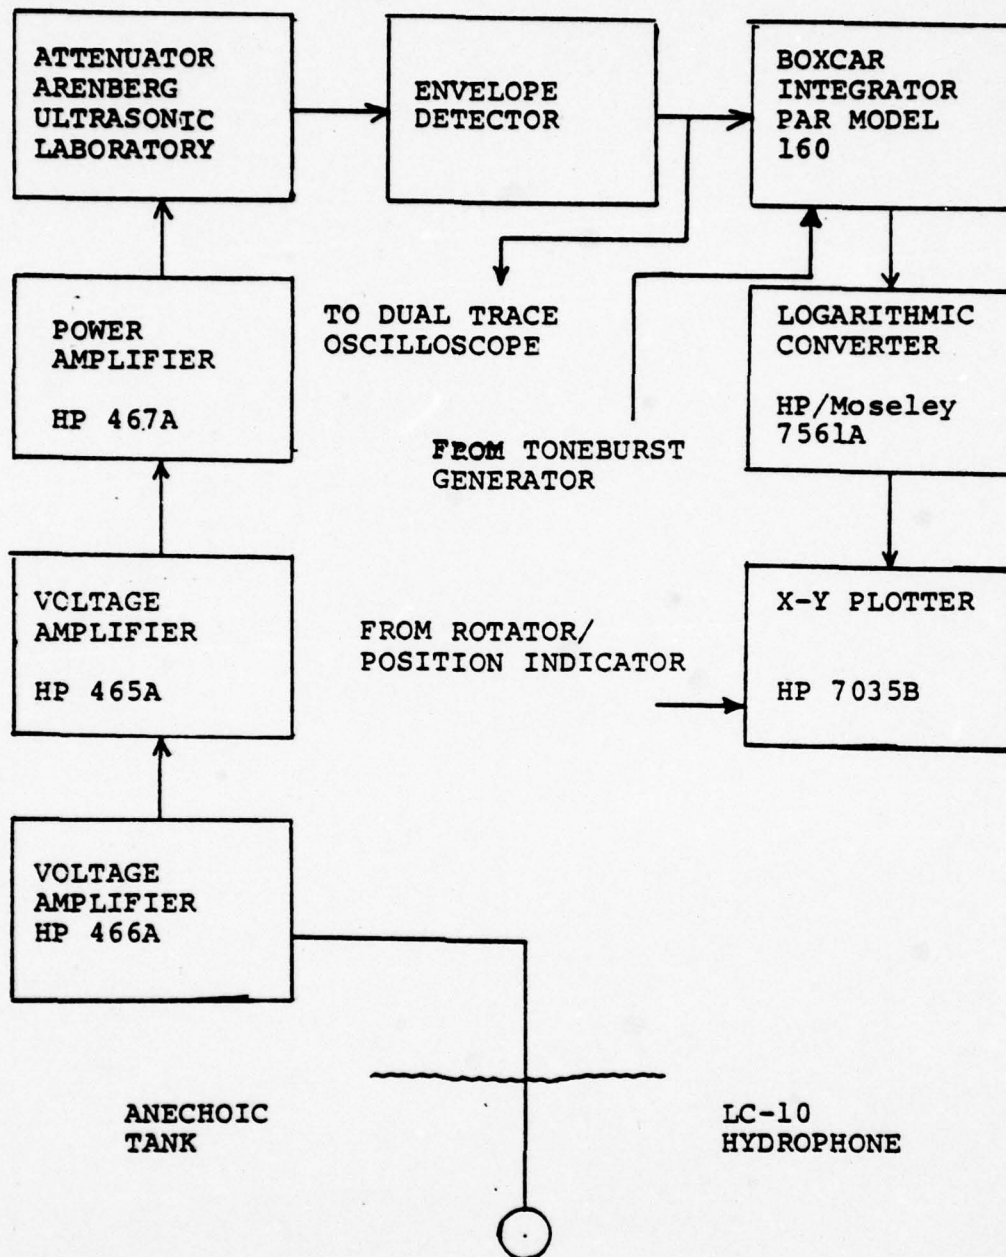 ATTENUATOR
ARENBERG
ULTRASONIC
LABORATORY
ENVELOPE
DETECTOR
BOXCAR
INTEGRATOR
PAR MODEL
160
POWER
AMPLIFIER
HP 467A
TO DUAL TRACE
OSCILLOSCOPE
LOGARITHMIC
CONVERTER
HP/Moseley
7561A
FROM TONEBURST
GENERATOR
VOLTAGE
AMPLIFIER
HP 465A
FROM ROTATOR/
POSITION INDICATOR
X-Y PLOTTER
HP 7035B
VOLTAGE
AMPLIFIER
HP 466A
ANECHOIC
TANK
LC-10
HYDROPHONE